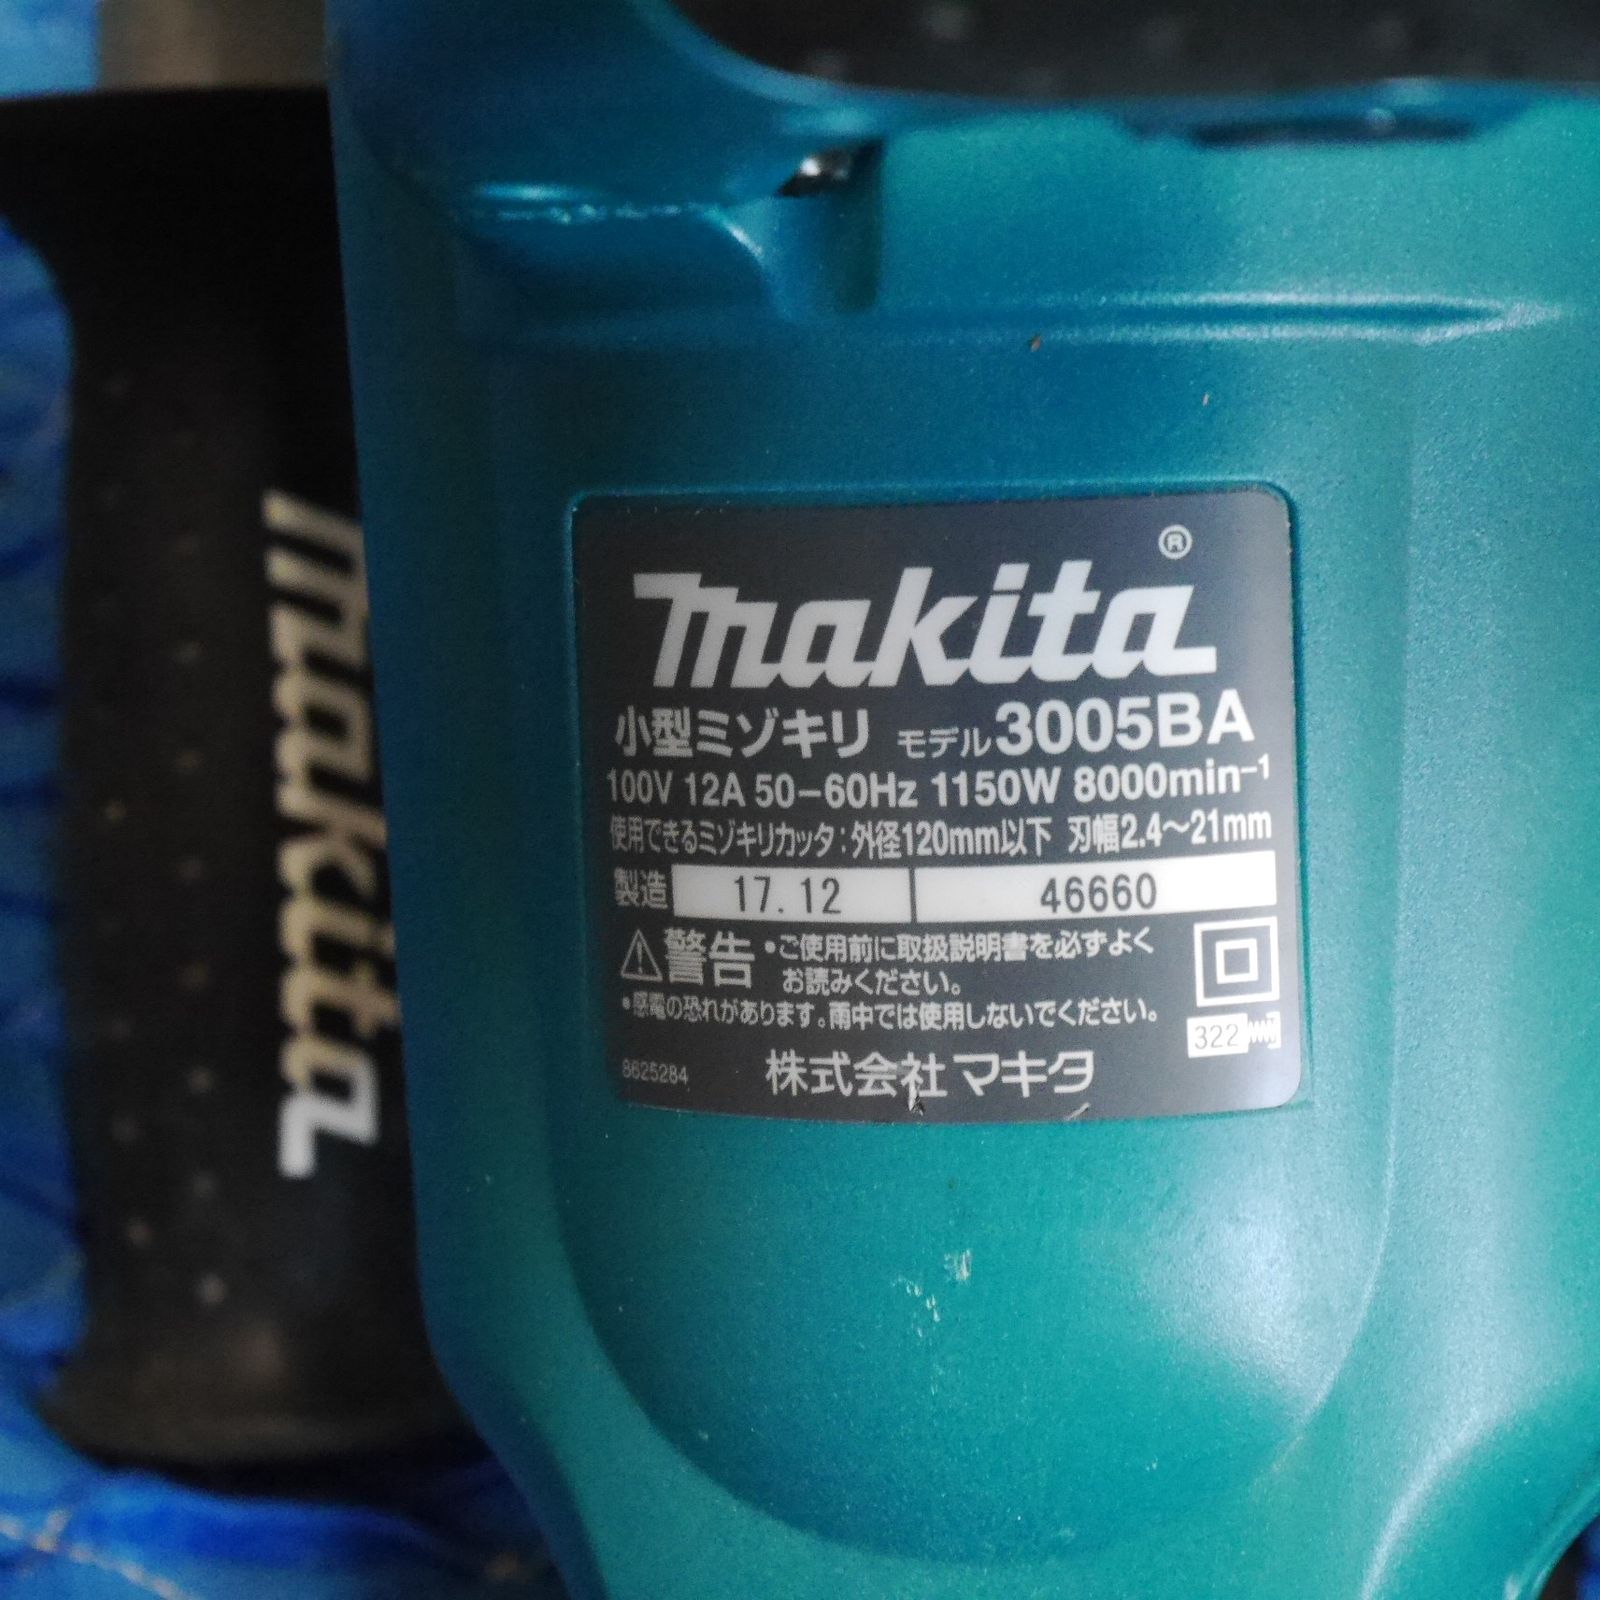 makita
makita®
小型ミゾキリ モデル3005BA
100V 12A 50-60Hz 1150W 8000min⁻¹
使用できるミゾキリカッタ:外径120mm以下 刃幅2.4〜21mm
製造 17.12 46660
警告 •ご使用前に取扱説明書を必ずよく
お読みください。
•感電の恐れがあります。雨中では使用しないでください。
322
8625284 株式会社マキタ